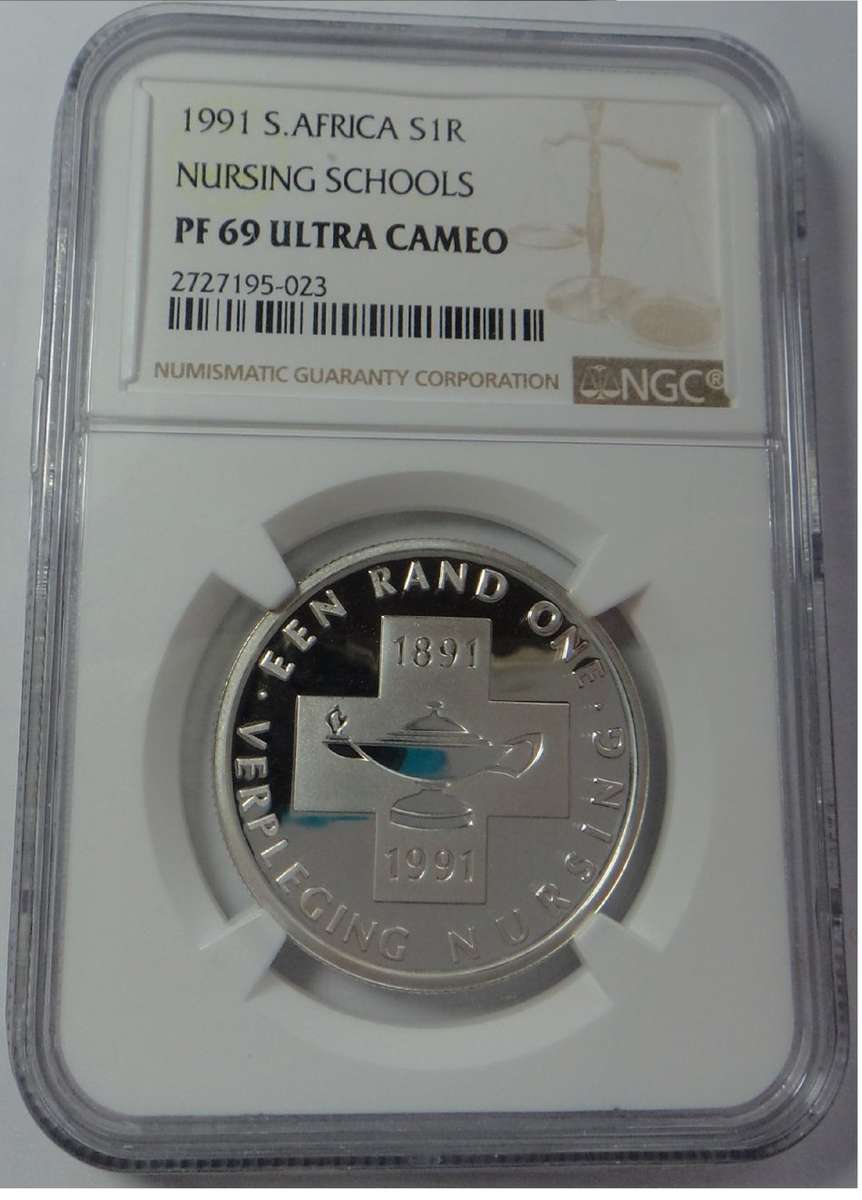 1991 S.AFRICA S1R
NURSING SCHOOLS
PF 69 ULTRA CAMEO
2727195-023
NUMISMATIC GUARANTY CORPORATION
NGC®
· EEN RAND ONE ·
1891
1991
VERPLEGING NURSING